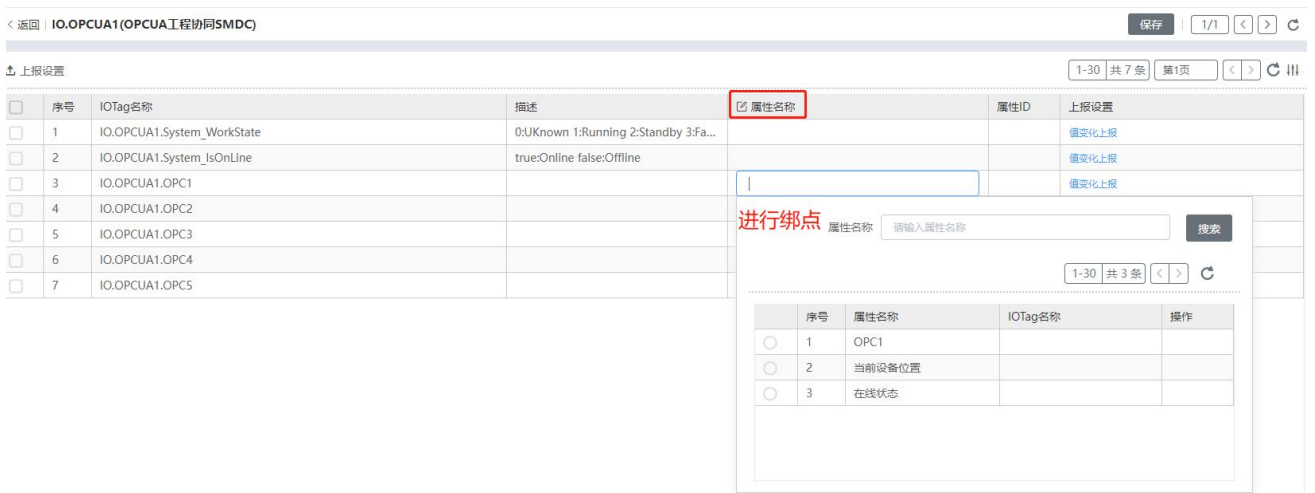 < 返回 | IO.OPCUA1(OPCUA工程协同SMDC) 保存 1/1 < >
上报设置 1-30 共 7 条 第1页 < >
序号 IOTag名称 描述 属性名称 属性ID 上报设置
1 IO.OPCUA1.System_WorkState 0:UKnown 1:Running 2:Standby 3:Fa... 值变化上报
2 IO.OPCUA1.System_IsOnLine true:Online false:Offline 值变化上报
3 IO.OPCUA1.OPC1 值变化上报
4 IO.OPCUA1.OPC2
进行绑点 属性名称 请输入属性名称 搜索
5 IO.OPCUA1.OPC3
6 IO.OPCUA1.OPC4
1-30 共 3 条 < >
7 IO.OPCUA1.OPC5
序号 属性名称 IOTag名称 操作
1 OPC1
2 当前设备位置
3 在线状态